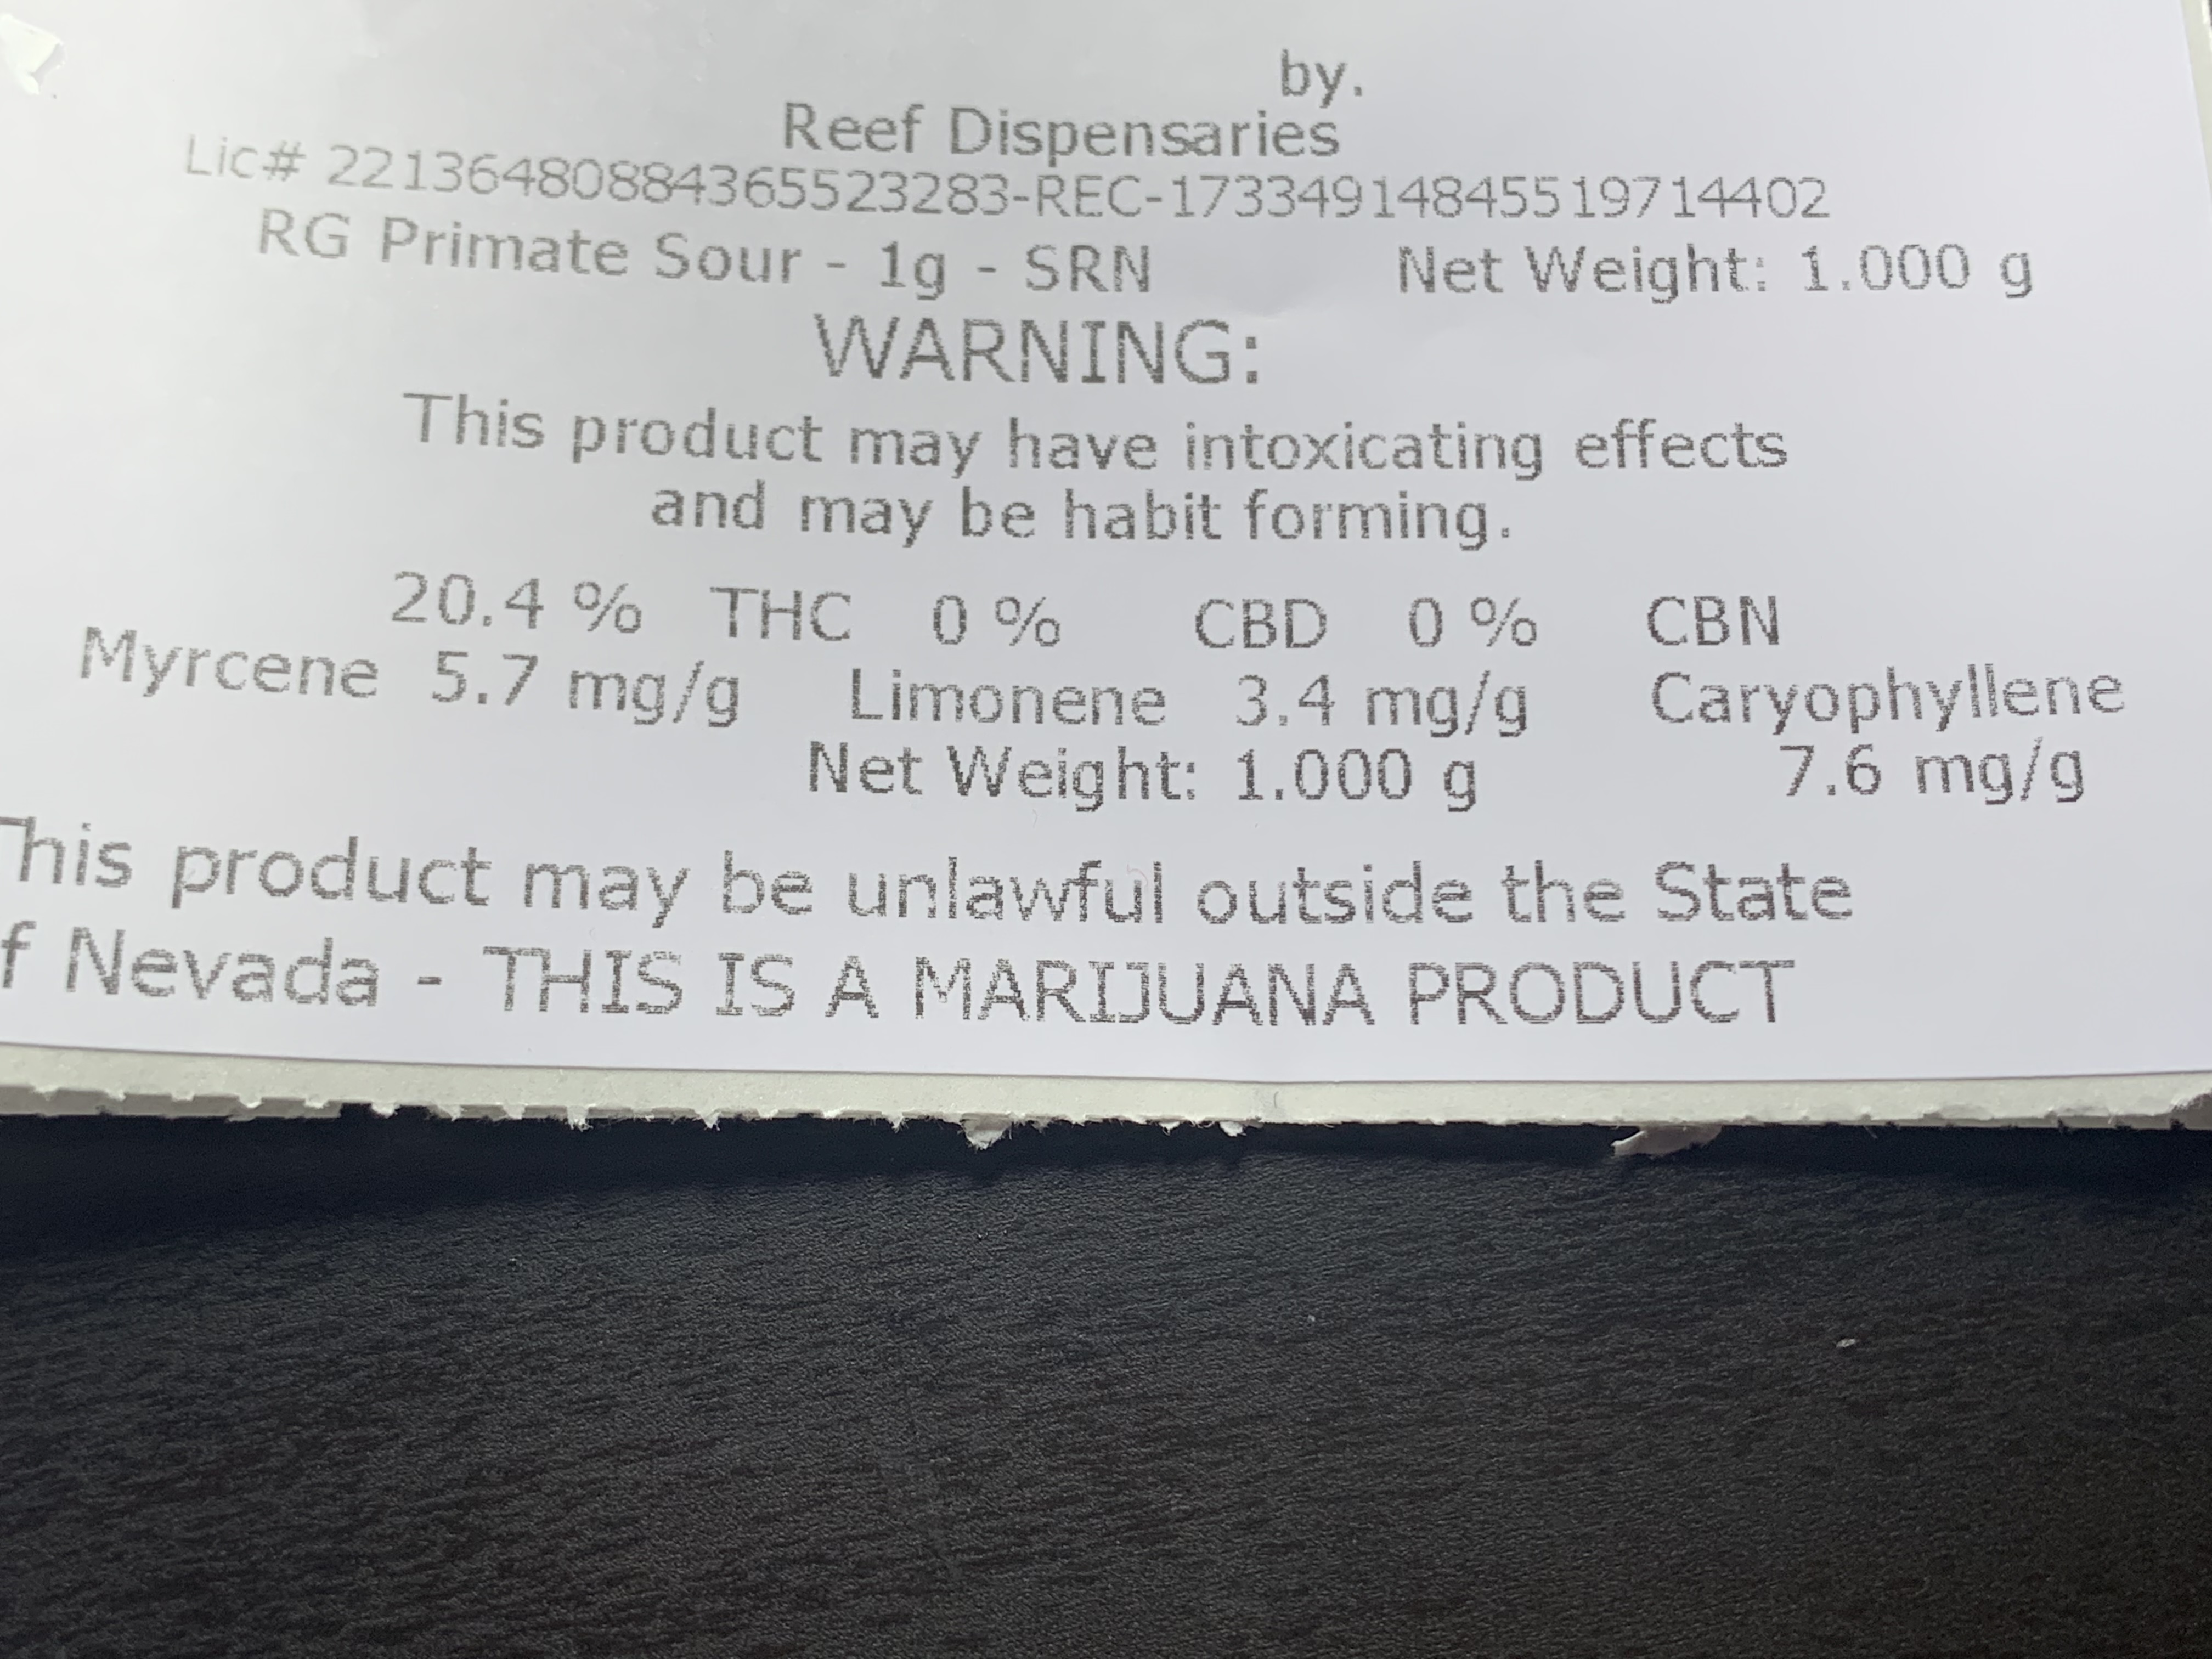 by.
Reef Dispensaries
Lic# 22136480884365523283-REC-17334914845519714402
RG Primate Sour - 1g - SRN Net Weight: 1.000 g
WARNING:
This product may have intoxicating effects
and may be habit forming.
20.4 % THC 0 % CBD 0 % CBN
Myrcene 5.7 mg/g Limonene 3.4 mg/g Caryophyllene
Net Weight: 1.000 g 7.6 mg/g
This product may be unlawful outside the State
f Nevada - THIS IS A MARIJUANA PRODUCT